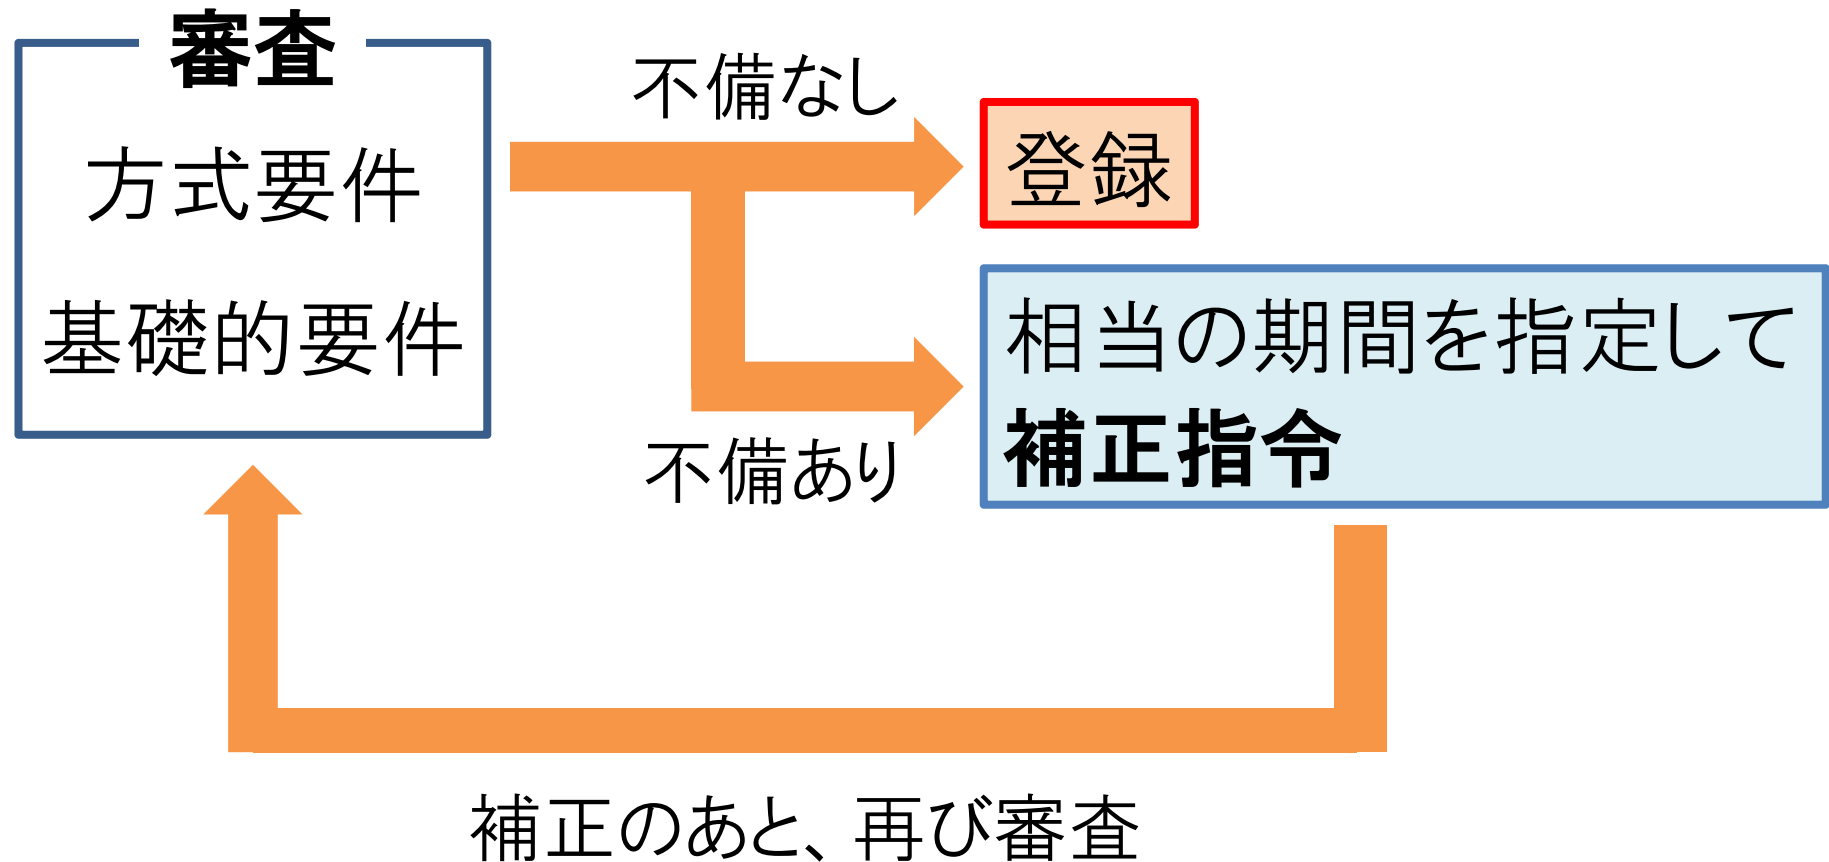 審査
方式要件
基礎的要件
不備なし
登録
不備あり
相当の期間を指定して
補正指令
補正のあと、再び審査